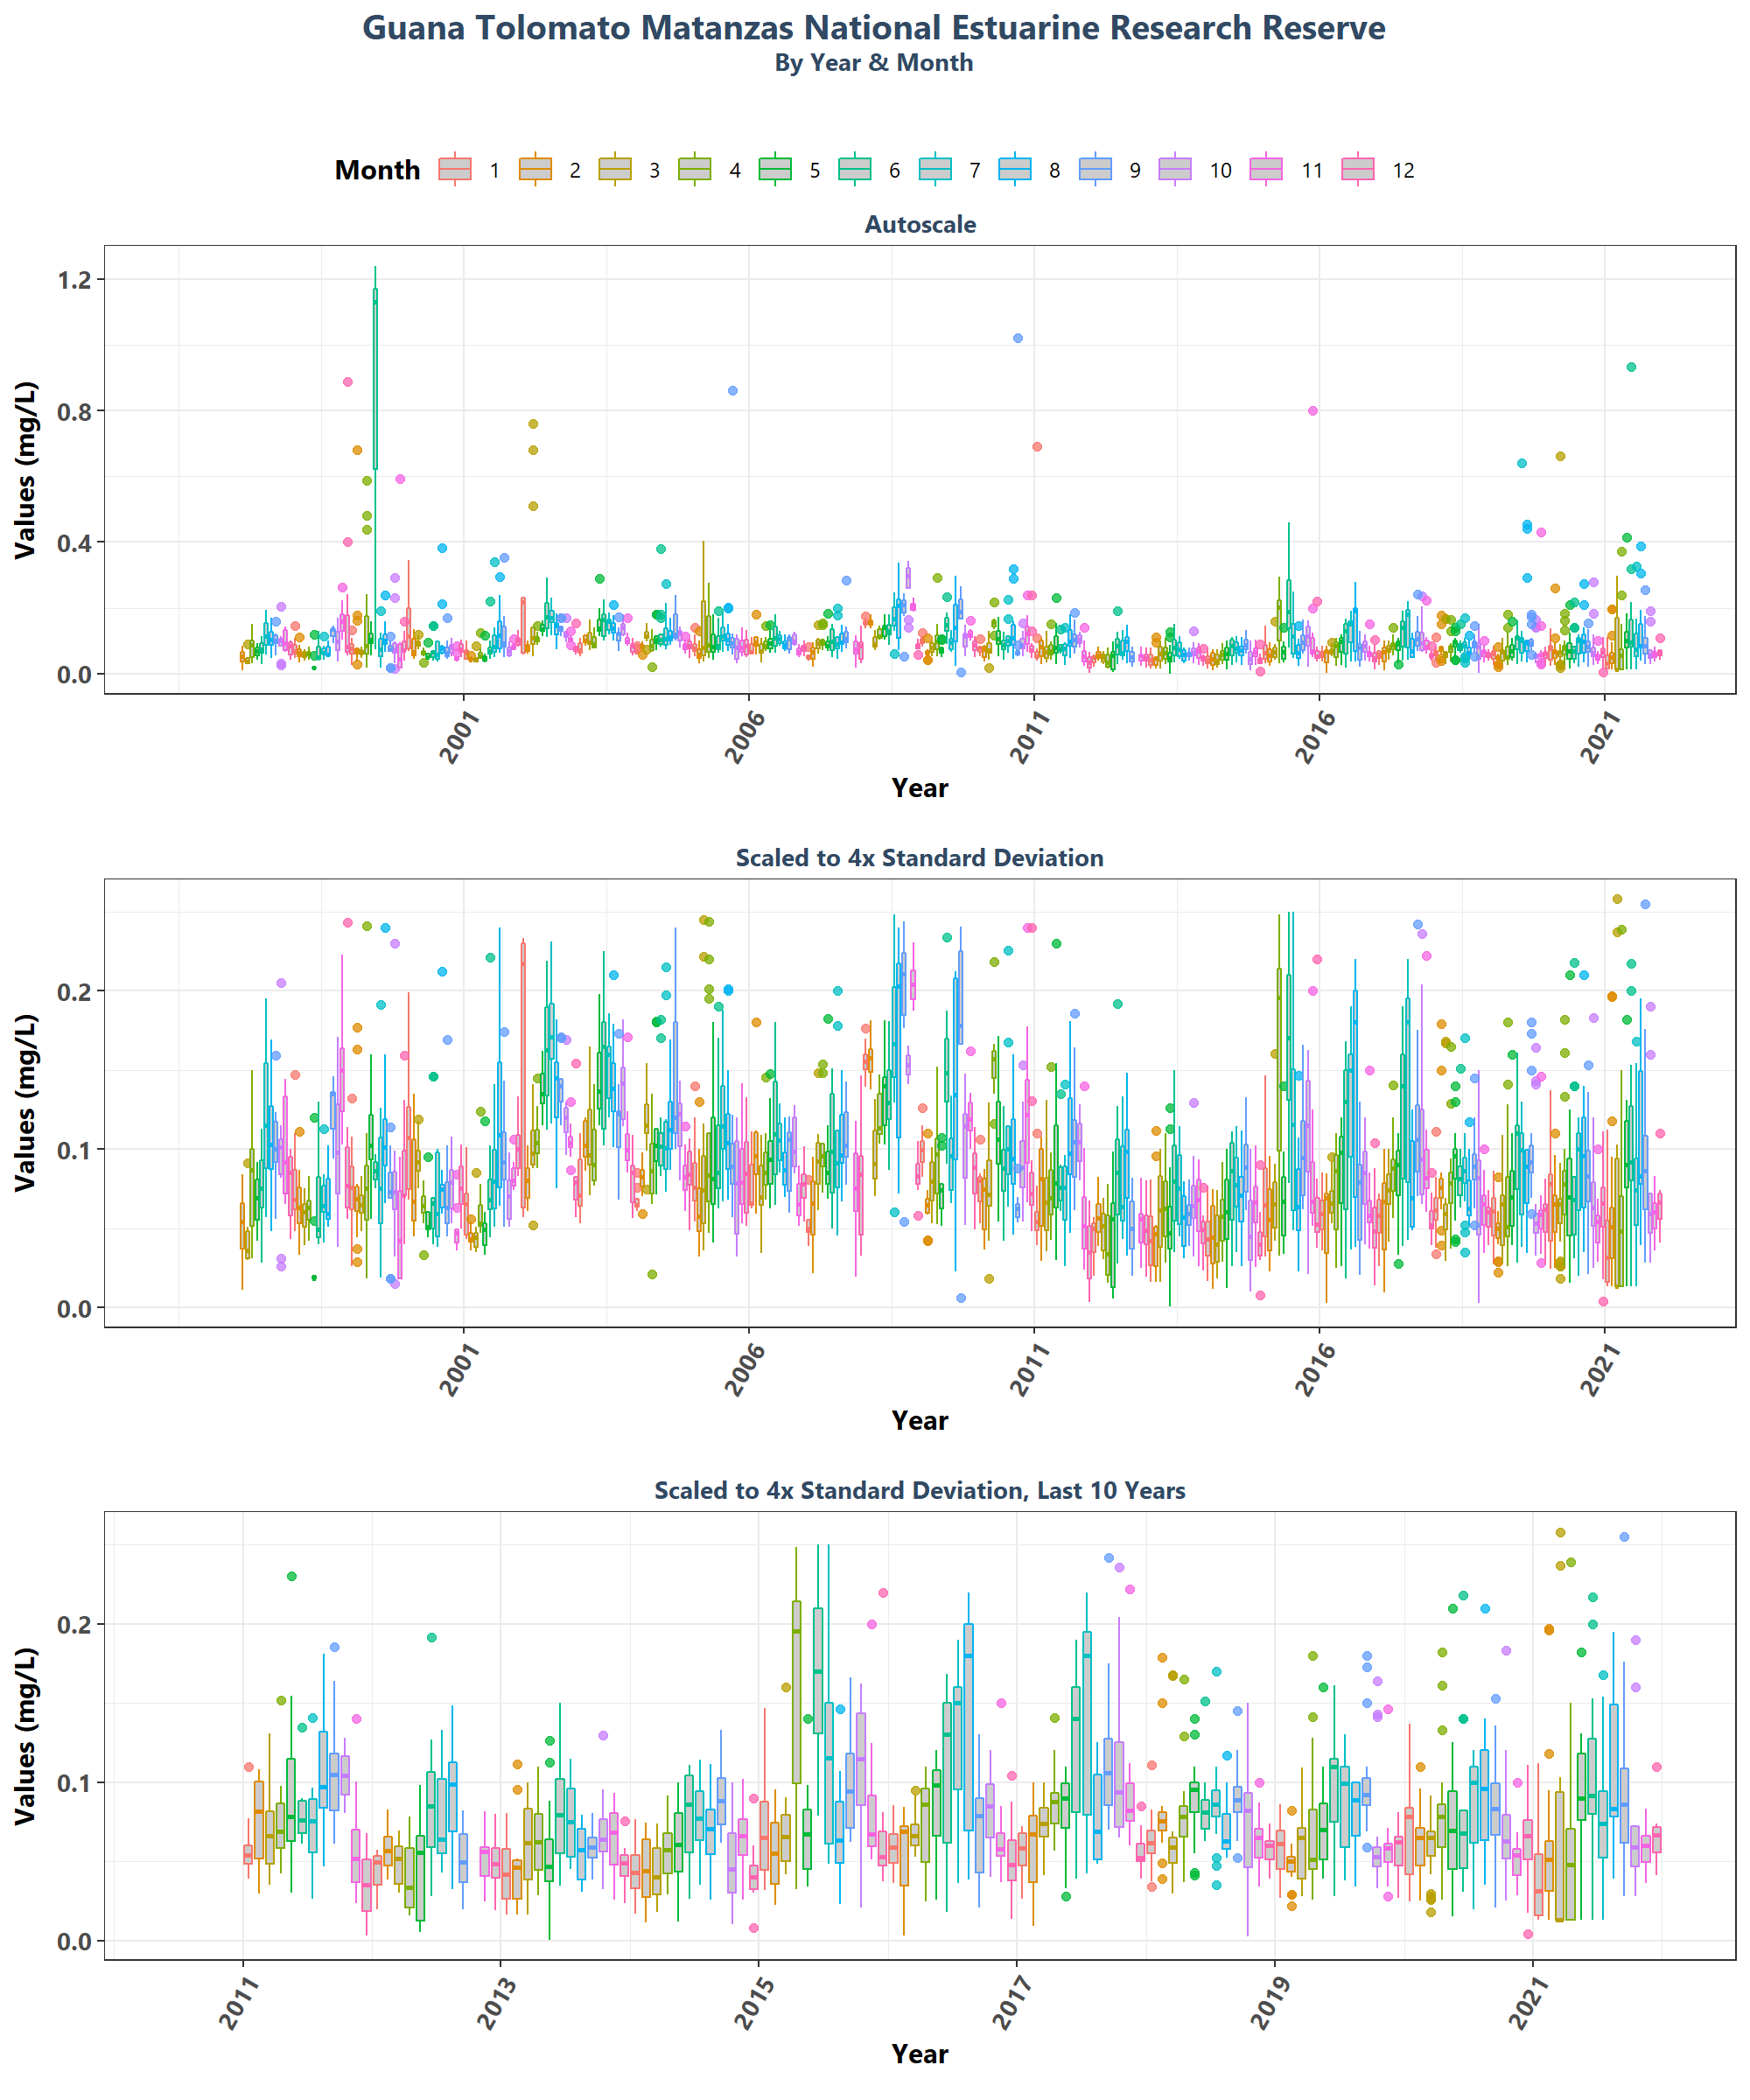 Guana Tolomato Matanzas National Estuarine Research Reserve
By Year & Month
Month 1 2 3 4 5 6 7 8 9 10 11 12
Autoscale
Values (mg/L)
1.2
0.8
0.4
0.0
2001 2006 2011 2016 2021
Year
Scaled to 4x Standard Deviation
Values (mg/L)
0.2
0.1
0.0
2001 2006 2011 2016 2021
Year
Scaled to 4x Standard Deviation, Last 10 Years
Values (mg/L)
0.2
0.1
0.0
2011 2013 2015 2017 2019 2021
Year